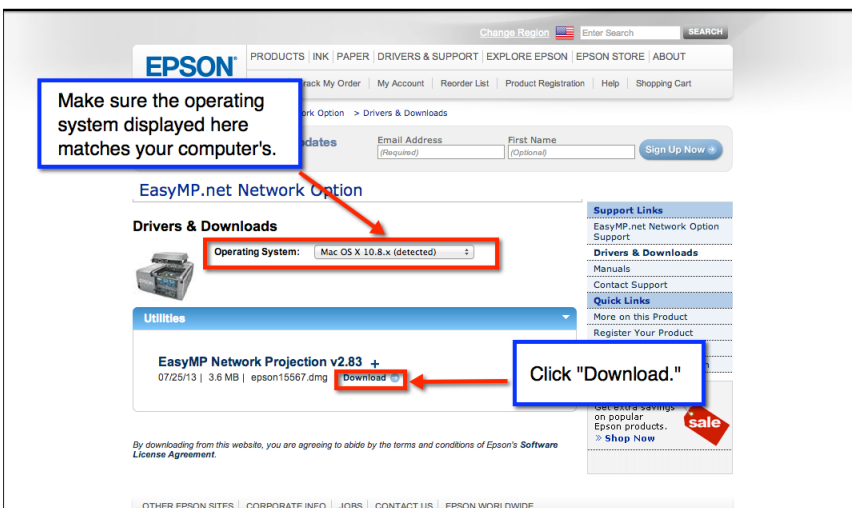 Change Region Enter Search SEARCH
EPSON®
PRODUCTS | INK | PAPER | DRIVERS & SUPPORT | EXPLORE EPSON | EPSON STORE | ABOUT
My Order | My Account | Reorder List | Product Registration | Help | Shopping Cart
Make sure the operating
system displayed here
matches your computer's.
Option > Drivers & Downloads
Email Address First Name
(Required) (Optional) Sign Up Now
EasyMP.net Network Option
Drivers & Downloads
Operating System: Mac OS X 10.8.x (detected)
Utilities
EasyMP Network Projection v2.83 +
07/25/13 | 3.6 MB | epson15567.dmg Download
Click "Download."
By downloading from this website, you are agreeing to abide by the terms and conditions of Epson's Software
License Agreement.
Support Links
EasyMP.net Network Option
Support
Drivers & Downloads
Manuals
Contact Support
Quick Links
More on this Product
Register Your Product
Get extra savings
on popular
Epson products.
» Shop Now
sale
OTHER EPSON SITES | CORPORATE INFO | JOBS | CONTACT US | EPSON WORLDWIDE